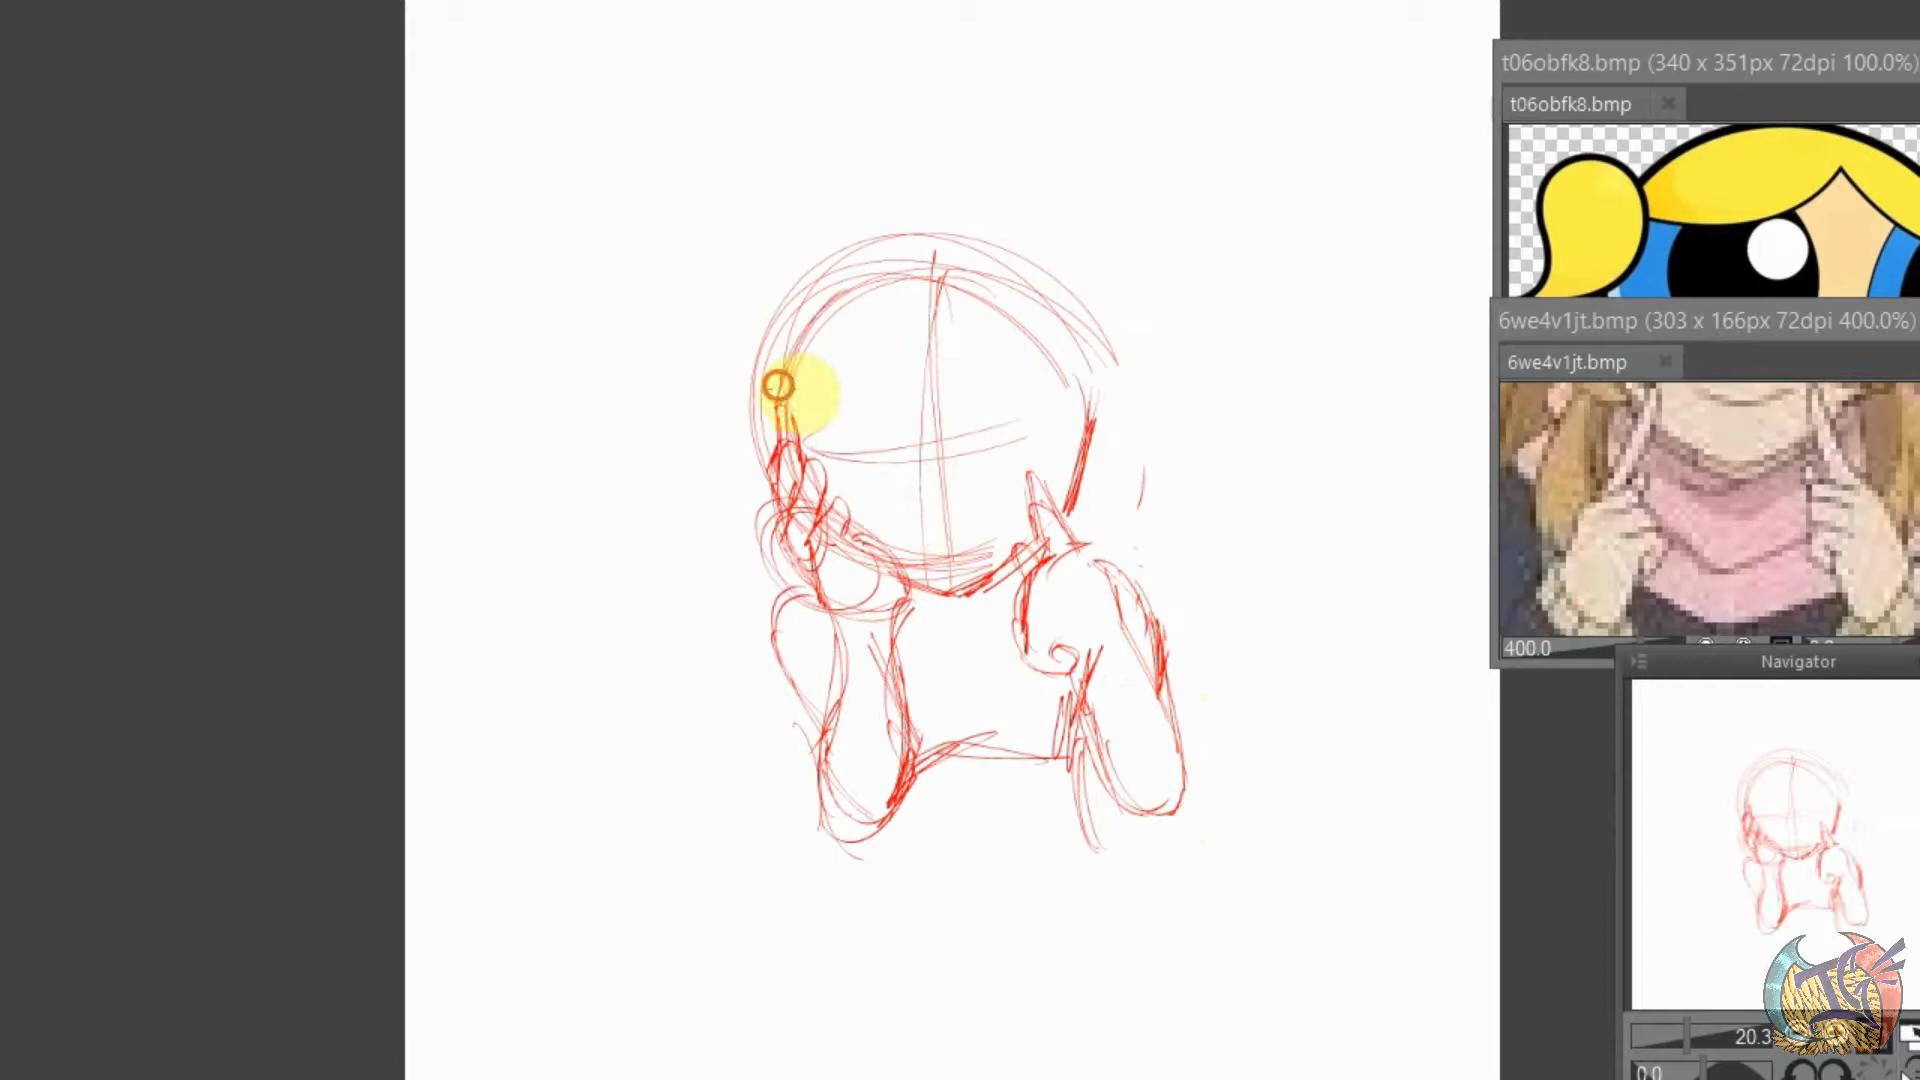 t06obfk8.bmp (340 x 351px 72dpi 100.0%)
t06obfk8.bmp
6we4v1jt.bmp (303 x 166px 72dpi 400.0%)
6we4v1jt.bmp
400.0
Navigator
20.3
0.0